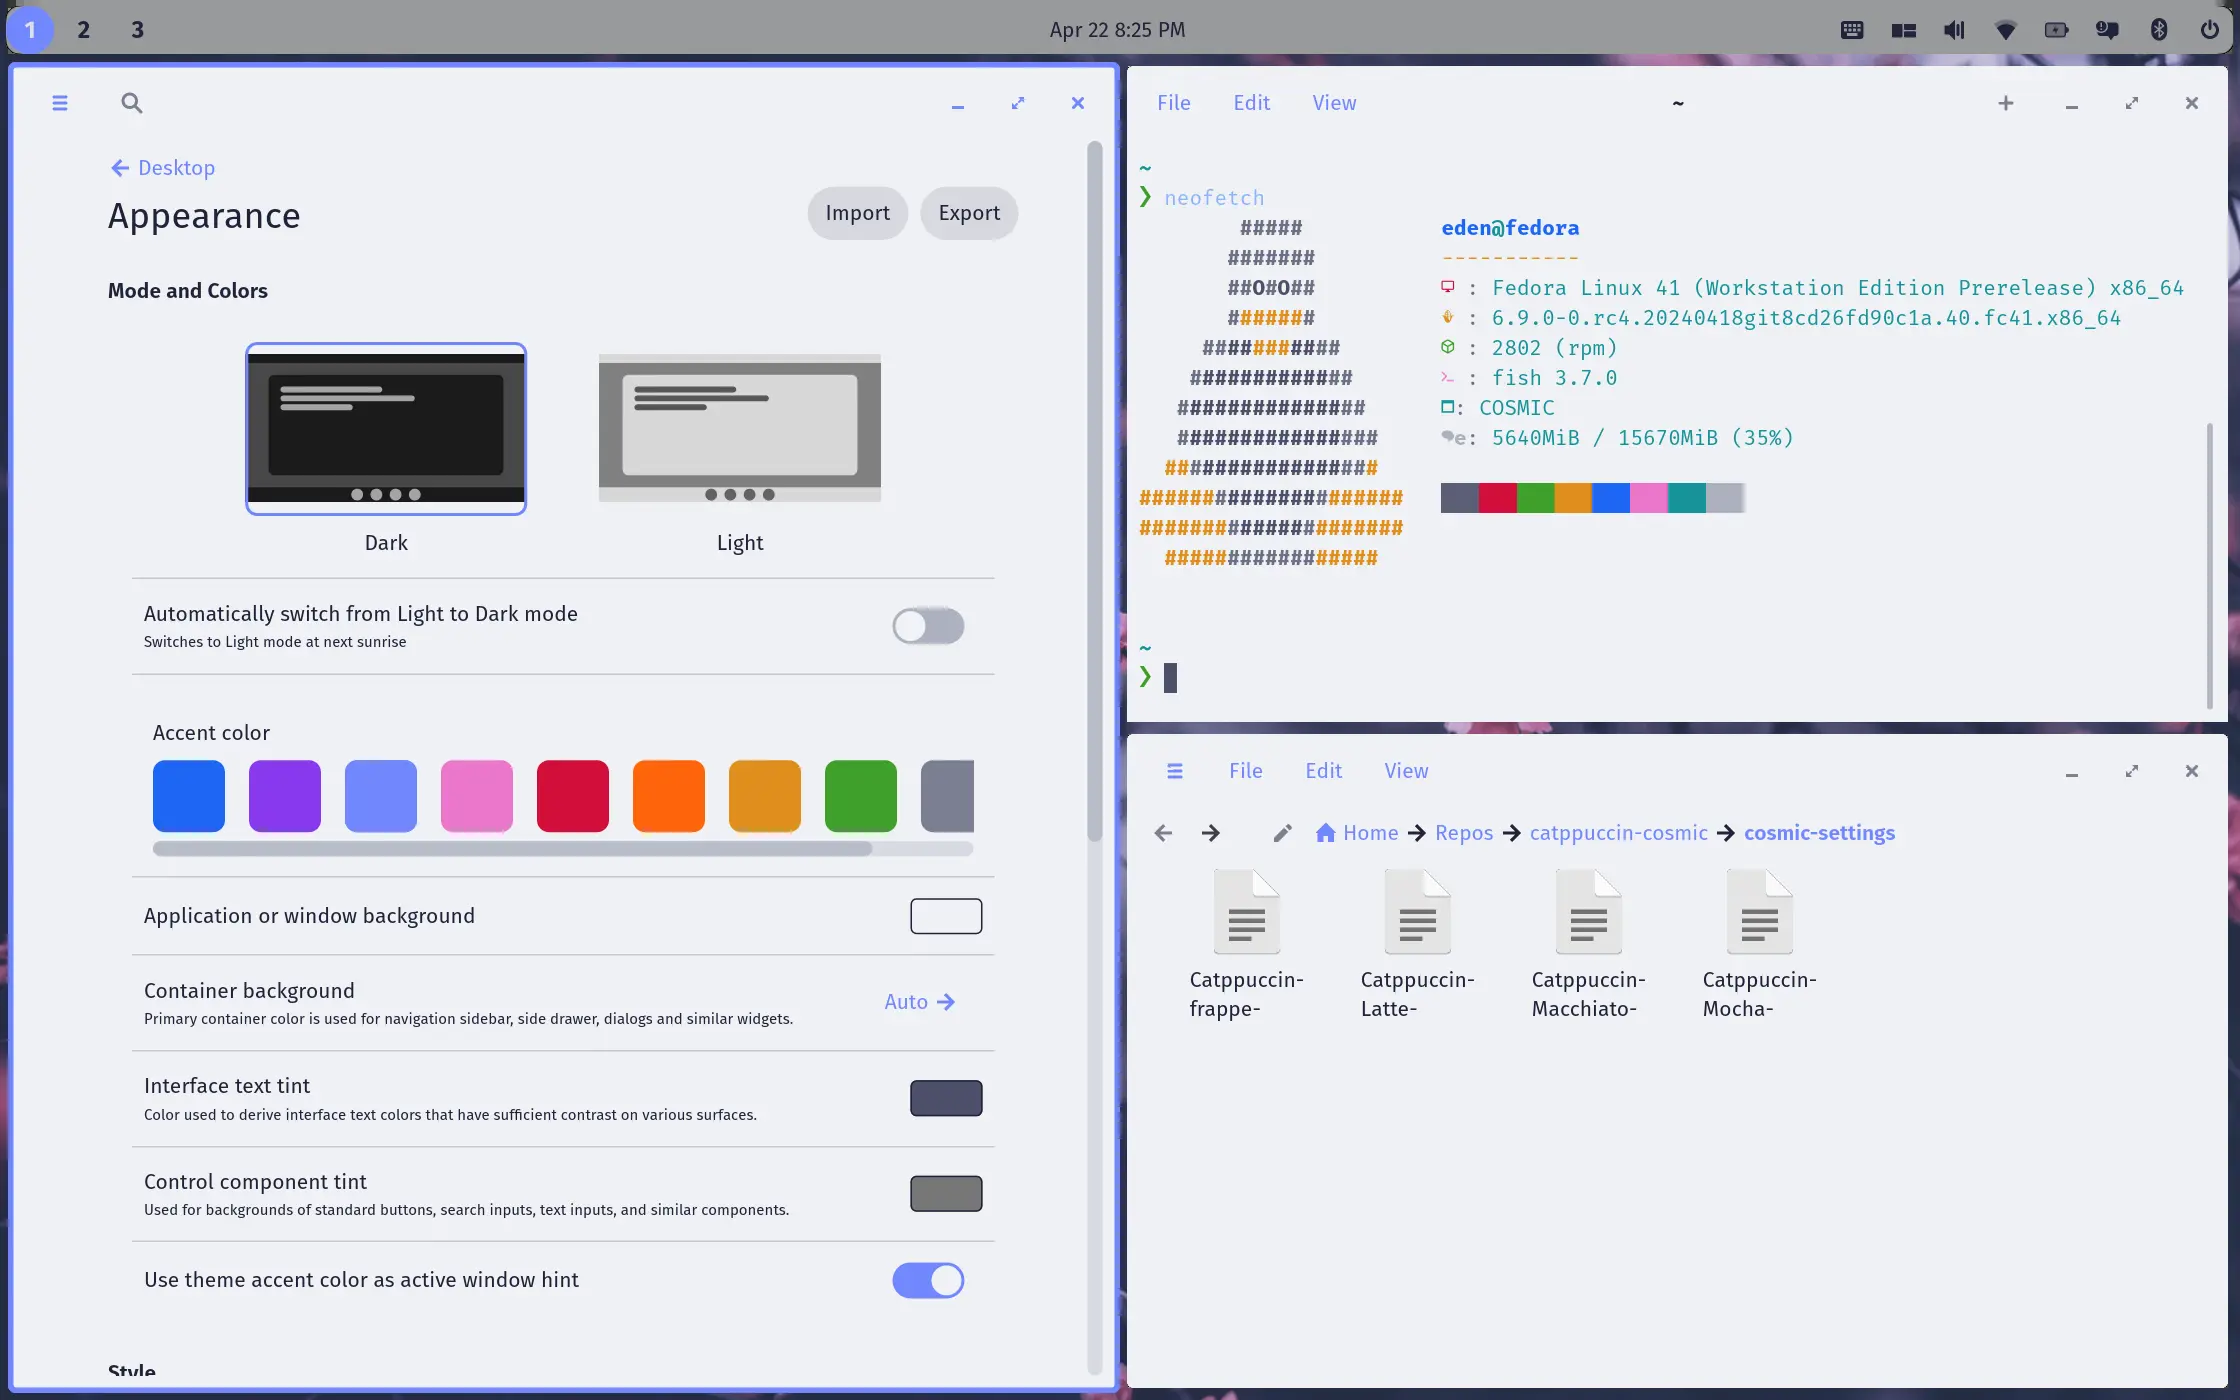 1 2 3
Apr 22 8:25 PM
Desktop
Appearance
Import
Export
Mode and Colors
Dark
Light
Automatically switch from Light to Dark mode
Switches to Light mode at next sunrise
Accent color
Application or window background
Container background
Primary container color is used for navigation sidebar, side drawer, dialogs and similar widgets.
Auto
Interface text tint
Color used to derive interface text colors that have sufficient contrast on various surfaces.
Control component tint
Used for backgrounds of standard buttons, search inputs, text inputs, and similar components.
Use theme accent color as active window hint
Style
File Edit View
~
~
❯ neofetch
#####
#######
##O#O##
#######
###########
#############
###############
################
#################
#####################
#####################
#################
eden@fedora
-----------
: Fedora Linux 41 (Workstation Edition Prerelease) x86_64
: 6.9.0-0.rc4.20240418git8cd26fd90c1a.40.fc41.x86_64
: 2802 (rpm)
: fish 3.7.0
: COSMIC
e: 5640MiB / 15670MiB (35%)
~
❯
File Edit View
Home → Repos → catppuccin-cosmic → cosmic-settings
Catppuccin-
frappe-
Catppuccin-
Latte-
Catppuccin-
Macchiato-
Catppuccin-
Mocha-